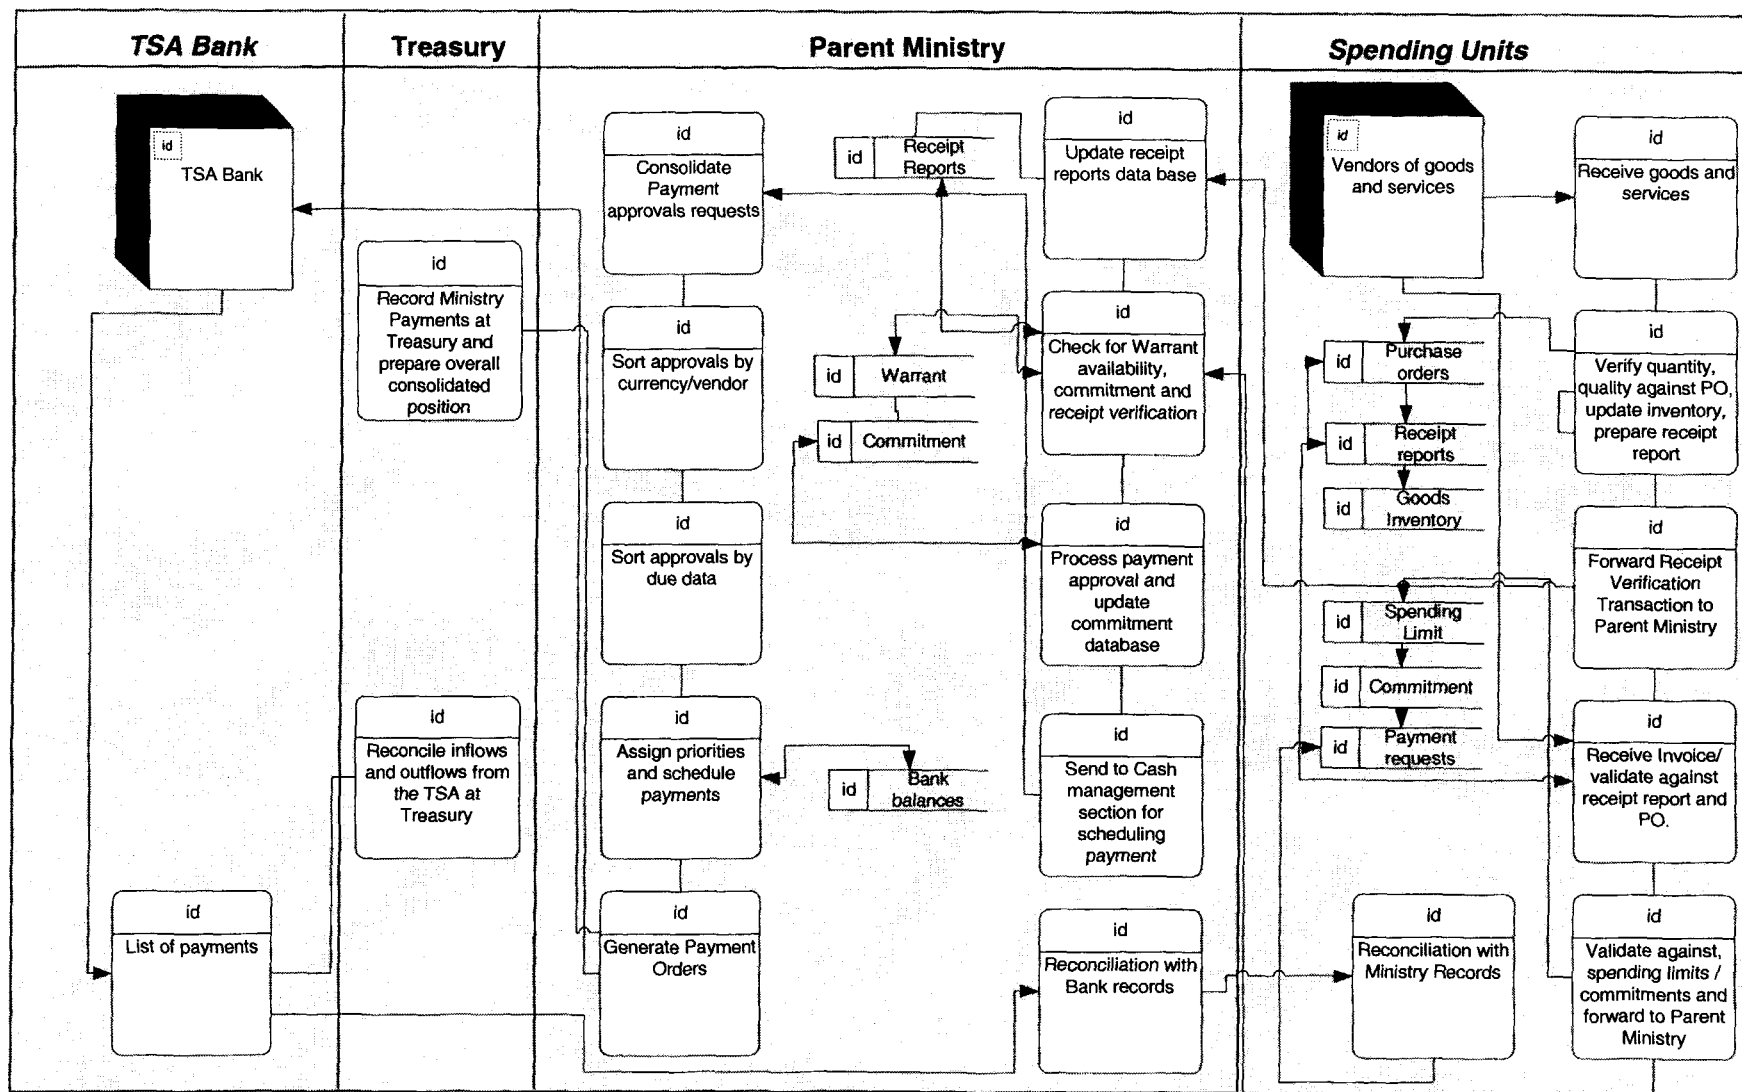 TSA Bank
Treasury
Parent Ministry
Spending Units
id
TSA Bank
id
List of payments
id
Record Ministry
Payments at
Treasury and
prepare overall
consolidated
position
id
Reconcile inflows
and outflows from
the TSA at
Treasury
id
Consolidate
Payment
approvals requests
id
Sort approvals by
currency/vendor
id
Sort approvals by
due data
id
Assign priorities
and schedule
payments
id
Generate Payment
Orders
id
Receipt
Reports
id
Warrant
id
Commitment
id
Bank
balances
id
Update receipt
reports data base
id
Check for Warrant
availability,
commitment and
receipt verification
id
Process payment
approval and
update
commitment
database
id
Send to Cash
management
section for
scheduling
payment
id
Reconciliation with
Bank records
id
Vendors of goods
and services
id
Purchase
orders
id
Receipt
reports
id
Goods
Inventory
id
Spending
Limit
id
Commitment
id
Payment
requests
id
Reconciliation with
Ministry Records
id
Receive goods and
services
id
Verify quantity,
quality against PO,
update inventory,
prepare receipt
report
id
Forward Receipt
Verification
Transaction to
Parent Ministry
id
Receive Invoice/
validate against
receipt report and
PO.
id
Validate against,
spending limits /
commitments and
forward to Parent
Ministry